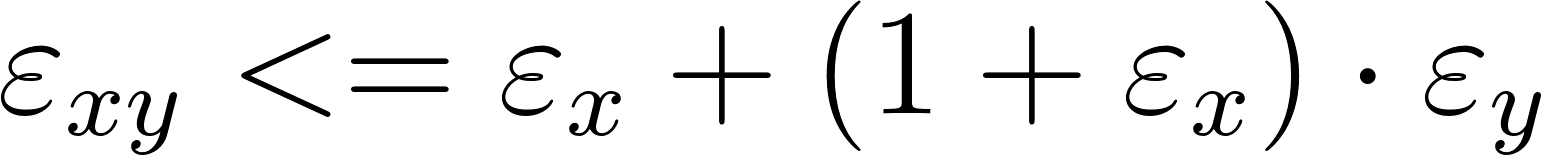 ε_{xy} <= ε_x + (1 + ε_x) · ε_y